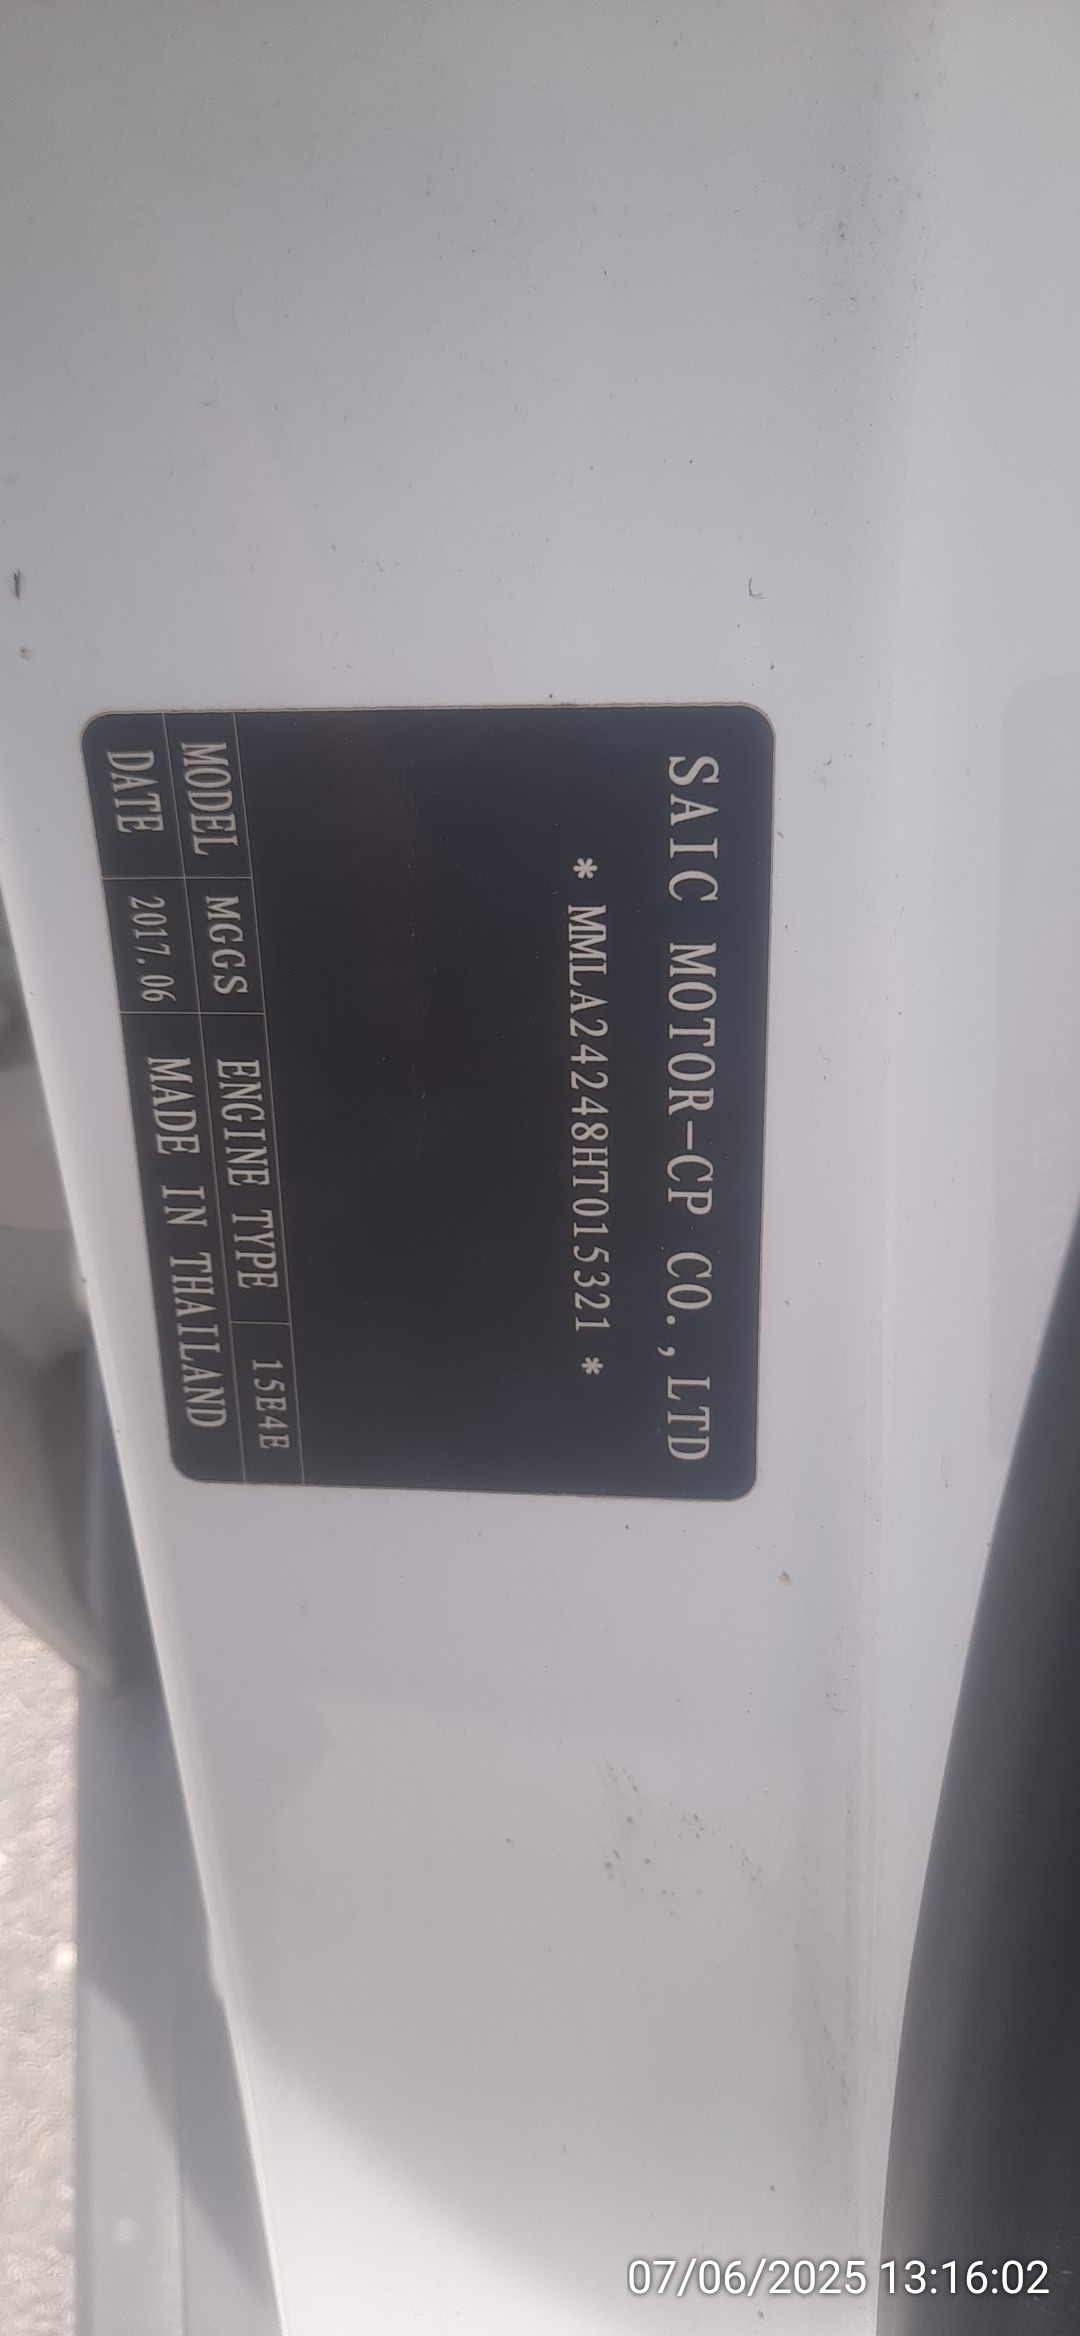 SAIC MOTOR-CP CO.,LTD
* MMLA24248HT015321 *
MODEL MGGS ENGINE TYPE 15E4E
DATE 2017.06 MADE IN THAILAND
07/06/2025 13:16:02